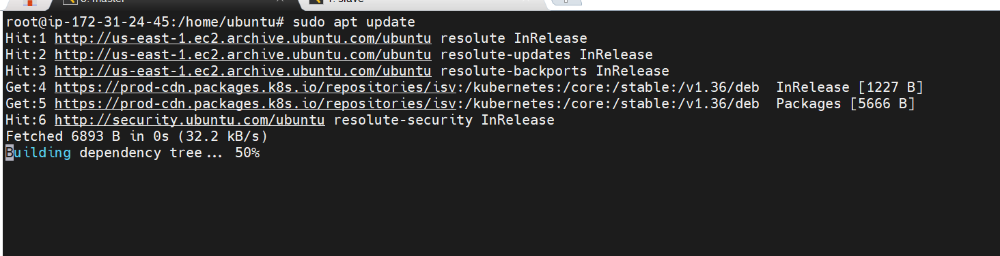 root@ip-172-31-24-45:/home/ubuntu# sudo apt update
Hit:1 http://us-east-1.ec2.archive.ubuntu.com/ubuntu resolute InRelease
Hit:2 http://us-east-1.ec2.archive.ubuntu.com/ubuntu resolute-updates InRelease
Hit:3 http://us-east-1.ec2.archive.ubuntu.com/ubuntu resolute-backports InRelease
Get:4 https://prod-cdn.packages.k8s.io/repositories/isv:/kubernetes:/core:/stable:/v1.36/deb  InRelease [1227 B]
Get:5 https://prod-cdn.packages.k8s.io/repositories/isv:/kubernetes:/core:/stable:/v1.36/deb  Packages [5666 B]
Hit:6 http://security.ubuntu.com/ubuntu resolute-security InRelease
Fetched 6893 B in 0s (32.2 kB/s)
Building dependency tree... 50%